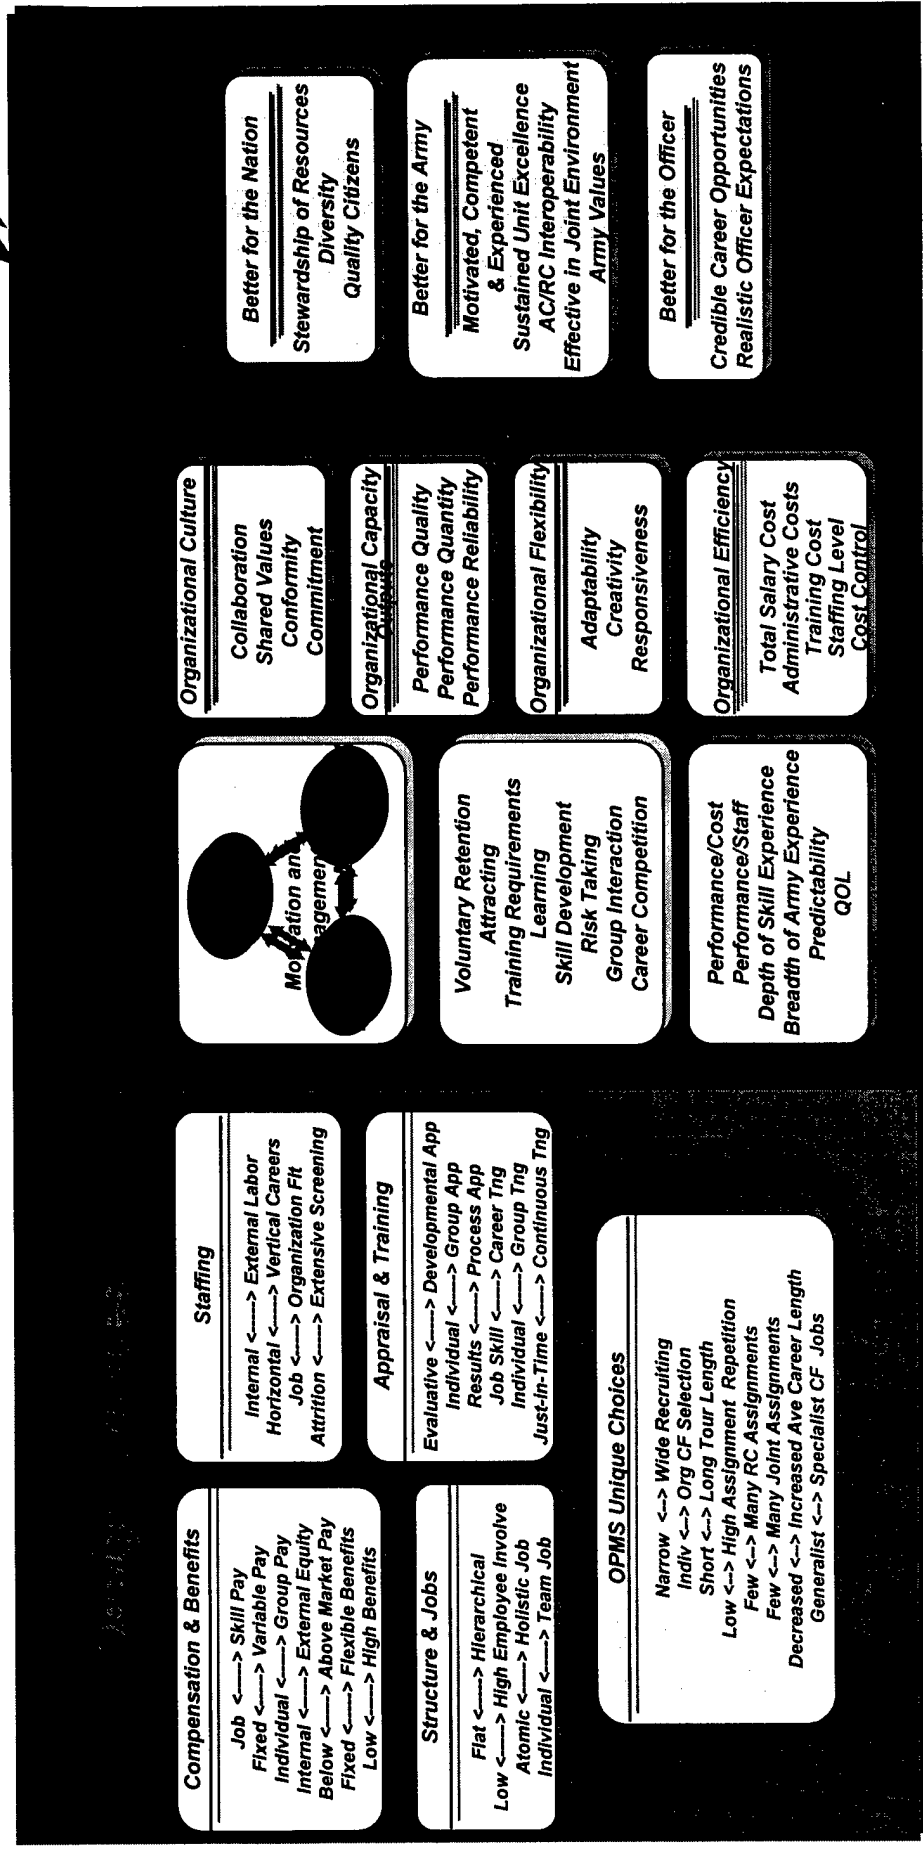 Compensation & Benefits
Job <----> Skill Pay
Fixed <----> Variable Pay
Individual <----> Group Pay
Internal <----> External Equity
Below <----> Above Market Pay
Fixed <----> Flexible Benefits
Low <----> High Benefits
Structure & Jobs
Flat <----> Hierarchical
Low <----> High Employee Involve
Atomic <----> Holistic Job
Individual <----> Team Job
Staffing
Internal <----> External Labor
Horizontal <----> Vertical Careers
Job <----> Organization Fit
Attrition <----> Extensive Screening
Appraisal & Training
Evaluative <----> Developmental App
Individual <----> Group App
Results <----> Process App
Job Skill <----> Career Tng
Individual <----> Group Tng
Just-In-Time <----> Continuous Tng
OPMS Unique Choices
Narrow <--> Wide Recruiting
Indiv <--> Org CF Selection
Short <--> Long Tour Length
Low <--> High Assignment Repetition
Few <--> Many RC Assignments
Few <--> Many Joint Assignments
Decreased <--> Increased Ave Career Length
Generalist <--> Specialist CF Jobs
Voluntary Retention
Attracting
Training Requirements
Learning
Skill Development
Risk Taking
Group Interaction
Career Competition
Performance/Cost
Performance/Staff
Depth of Skill Experience
Breadth of Army Experience
Predictability
QOL
Organizational Culture
Collaboration
Shared Values
Conformity
Commitment
Organizational Capacity
Outputs
Performance Quality
Performance Quantity
Performance Reliability
Organizational Flexibility
Adaptability
Creativity
Responsiveness
Organizational Efficiency
Total Salary Cost
Administrative Costs
Training Cost
Staffing Level
Cost Control
Better for the Nation
Stewardship of Resources
Diversity
Quality Citizens
Better for the Army
Motivated, Competent
& Experienced
Sustained Unit Excellence
AC/RC Interoperability
Effective in Joint Environment
Army Values
Better for the Officer
Credible Career Opportunities
Realistic Officer Expectations